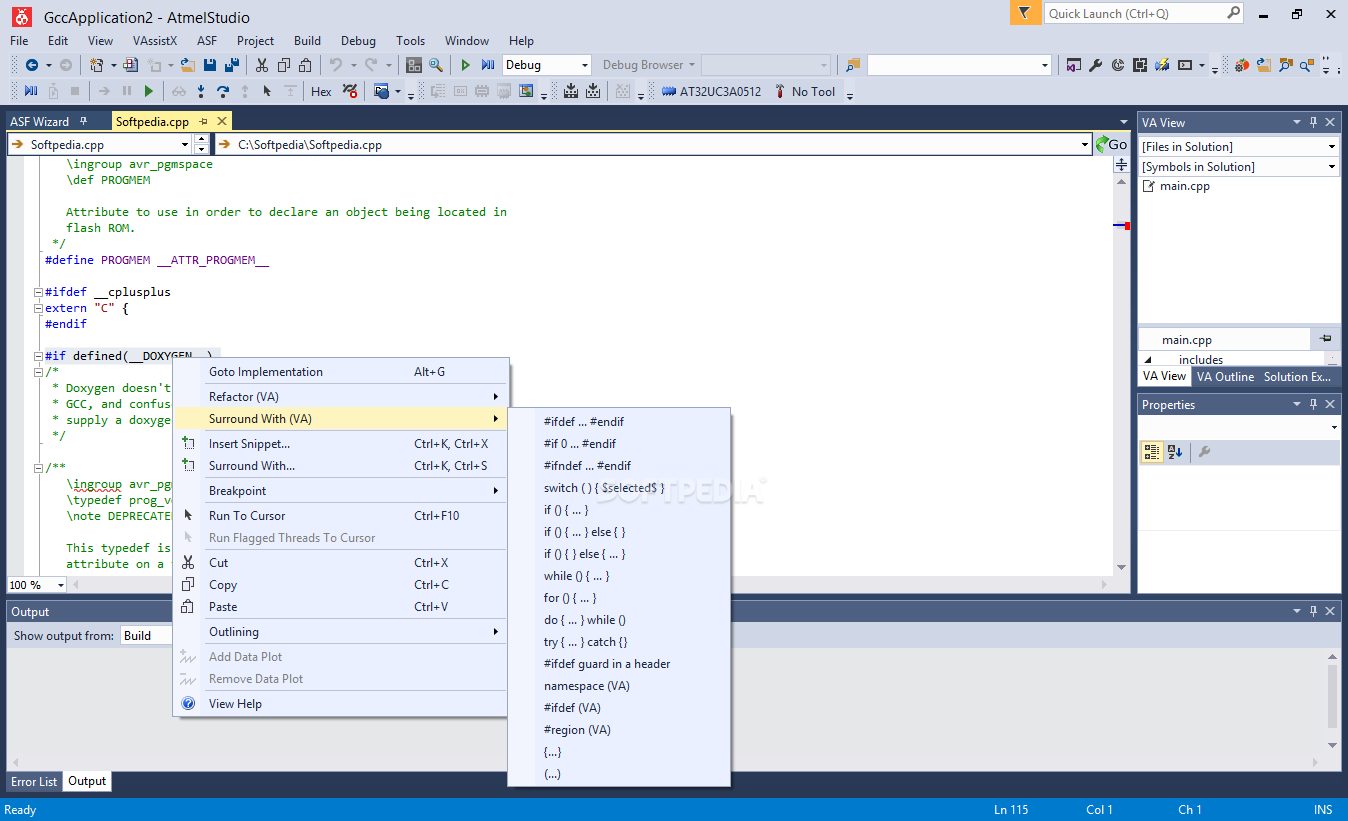 GccApplication2 - AtmelStudio
Quick Launch (Ctrl+Q)
File Edit View VAssistX ASF Project Build Debug Tools Window Help
Debug Debug Browser
Hex AT32UC3A0512 No Tool
ASF Wizard Softpedia.cpp
Softpedia.cpp C:\Softpedia\Softpedia.cpp Go
\ingroup avr_pgmspace
\def PROGMEM
Attribute to use in order to declare an object being located in
flash ROM.
*/
#define PROGMEM __ATTR_PROGMEM__
#ifdef __cplusplus
extern "C" {
#endif
#if defined(__DOXYGEN__)
/*
* Doxygen doesn't
* GCC, and confus
* supply a doxyge
*/
/**
\ingroup avr_pg
\typedef prog_v
\note DEPRECATE
This typedef is
attribute on a
100 %
Goto Implementation Alt+G
Refactor (VA)
Surround With (VA)
Insert Snippet... Ctrl+K, Ctrl+X
Surround With... Ctrl+K, Ctrl+S
Breakpoint
Run To Cursor Ctrl+F10
Run Flagged Threads To Cursor
Cut Ctrl+X
Copy Ctrl+C
Paste Ctrl+V
Outlining
Add Data Plot
Remove Data Plot
View Help
#ifdef ... #endif
#if 0 ... #endif
#ifndef ... #endif
switch ( ) { $selected$ }
if () { ... }
if () { ... } else { }
if () { } else { ... }
while () { ... }
for () { ... }
do { ... } while ()
try { ... } catch {}
#ifdef guard in a header
namespace (VA)
#ifdef (VA)
#region (VA)
{...}
(...)
SOFTPEDIA
VA View
[Files in Solution]
[Symbols in Solution]
main.cpp
main.cpp
includes
VA View VA Outline Solution Ex...
Properties
Output
Show output from: Build
Error List Output
Ready Ln 115 Col 1 Ch 1 INS